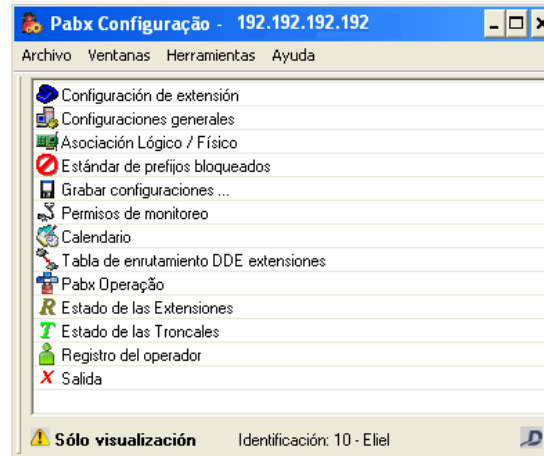 Pabx Configuração - 192.192.192.192
Archivo Ventanas Herramientas Ayuda
Configuración de extensión
Configuraciones generales
Asociación Lógico / Físico
Estándar de prefijos bloqueados
Grabar configuraciones ...
Permisos de monitoreo
Calendario
Tabla de enrutamiento DDE extensiones
Pabx Operação
R Estado de las Extensiones
T Estado de las Troncales
Registro del operador
X Salida
Sólo visualización Identificación: 10 - Eliel D